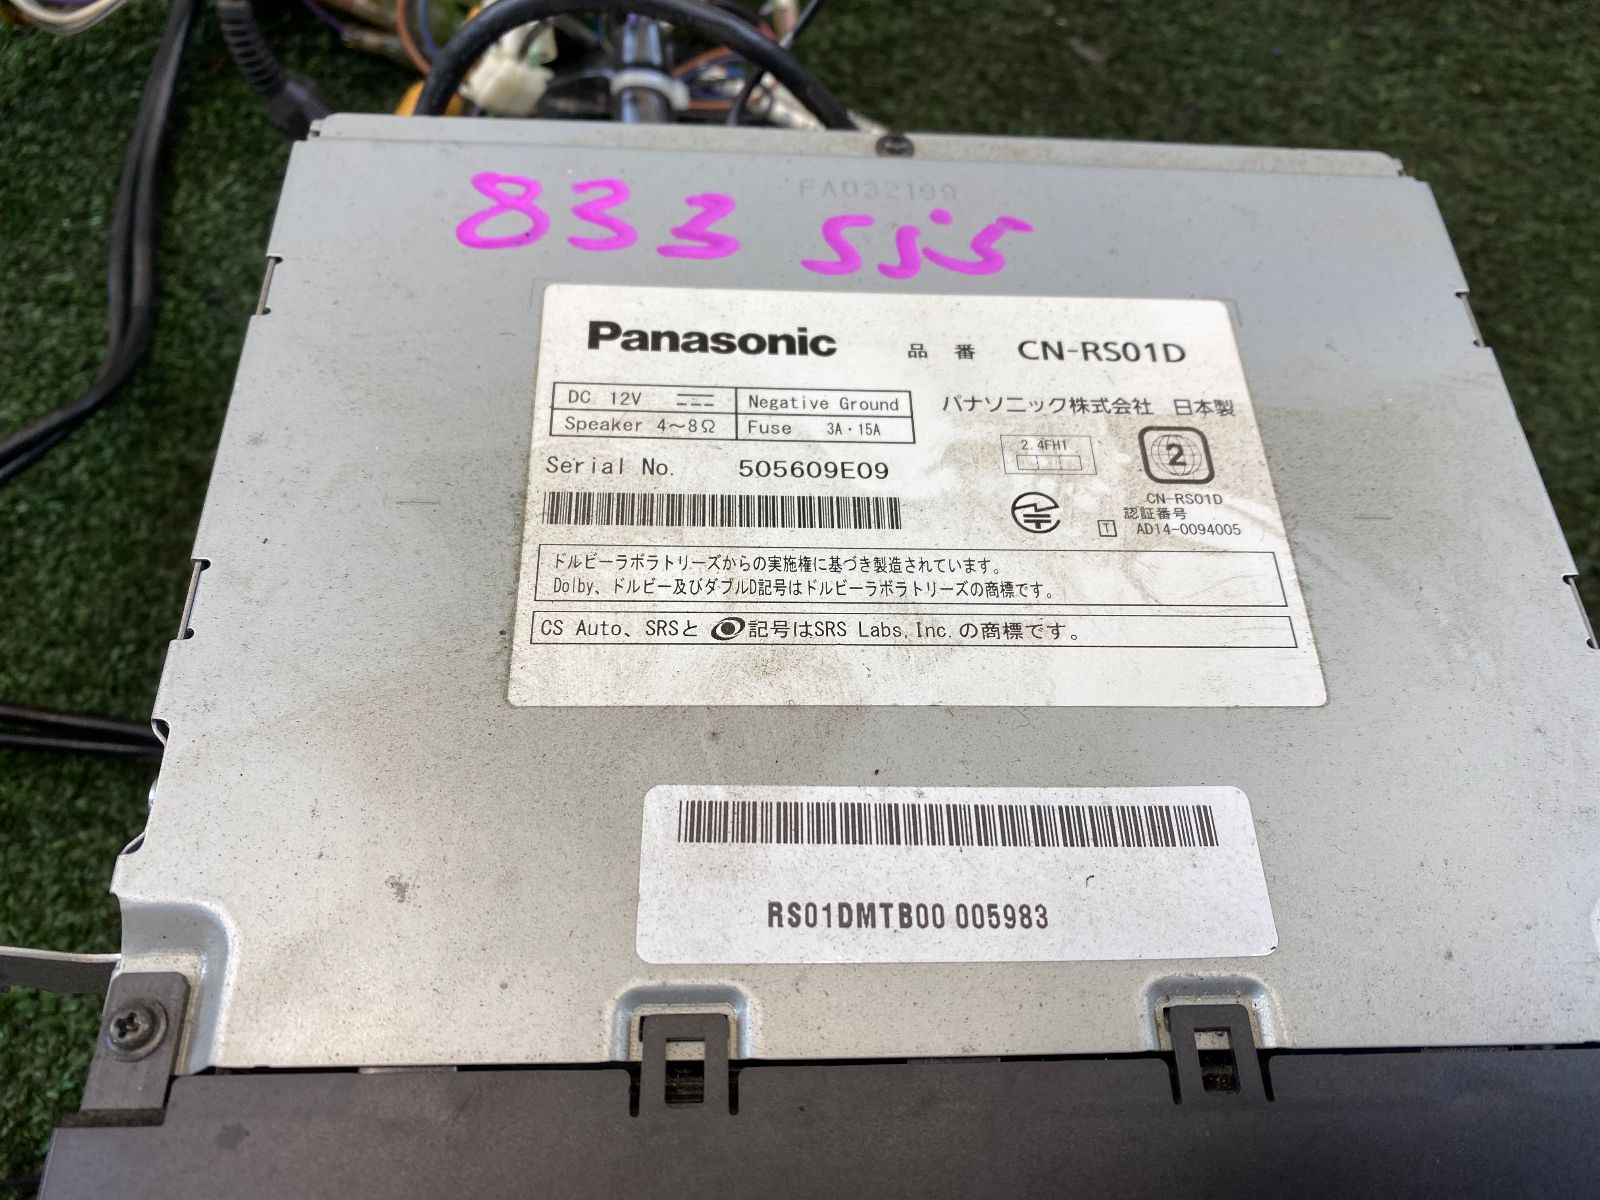 FA032199
833 SjS
Panasonic 品番 CN-RS01D
DC 12V Negative Ground
Speaker 4～8Ω Fuse 3A・15A
パナソニック株式会社 日本製
2.4FH1
2
Serial No. 505609E09
CN-RS01D
認証番号
T AD14-0094005
ドルビーラボラトリーズからの実施権に基づき製造されています。
Dolby、ドルビー及びダブルD記号はドルビーラボラトリーズの商標です。
CS Auto、SRSと 記号はSRS Labs,Inc.の商標です。
RS01DMTB00 005983